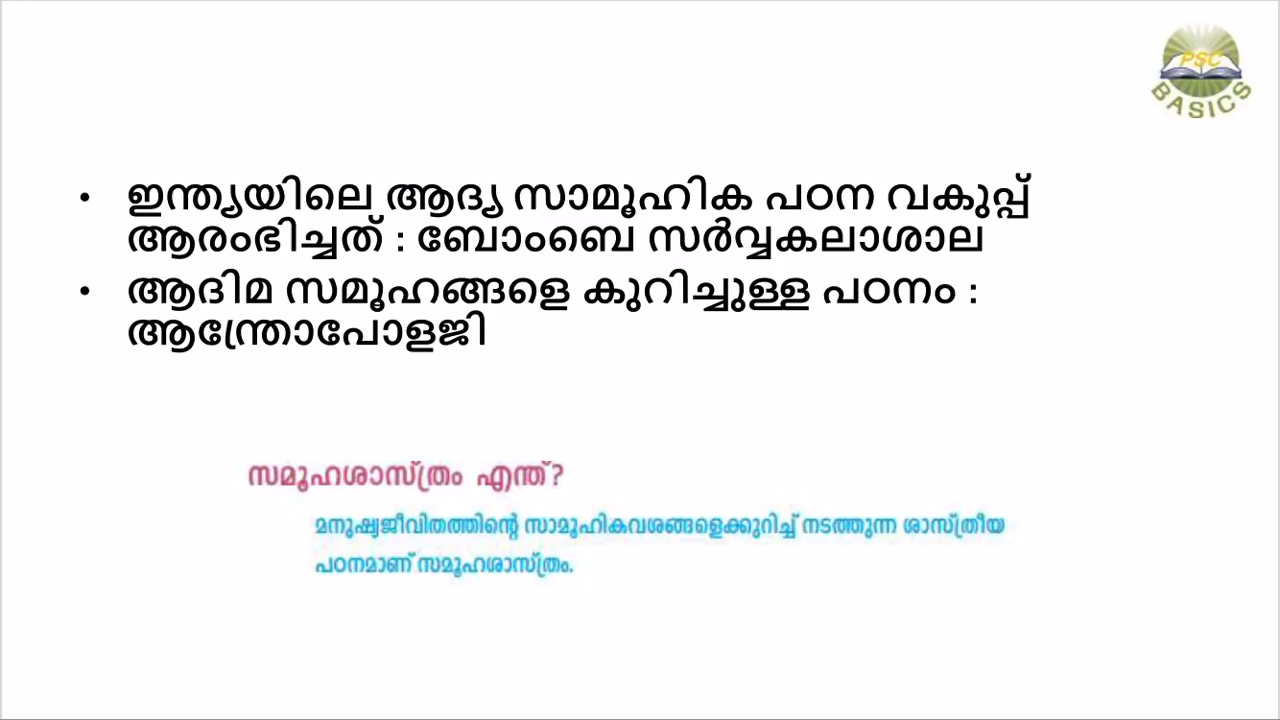 PSC
BASICS
• ഇന്ത്യയിലെ ആദ്യ സാമൂഹിക പഠന വകുപ്പ്
ആരംഭിച്ചത് : ബോംബെ സർവ്വകലാശാല
• ആദിമ സമൂഹങ്ങളെ കുറിച്ചുള്ള പഠനം :
ആന്ത്രോപോളജി
സമൂഹശാസ്ത്രം എന്ത്?
മനുഷ്യജീവിതത്തിന്റെ സാമൂഹികവശങ്ങളെക്കുറിച്ച് നടത്തുന്ന ശാസ്ത്രീയ
പഠനമാണ് സമൂഹശാസ്ത്രം.